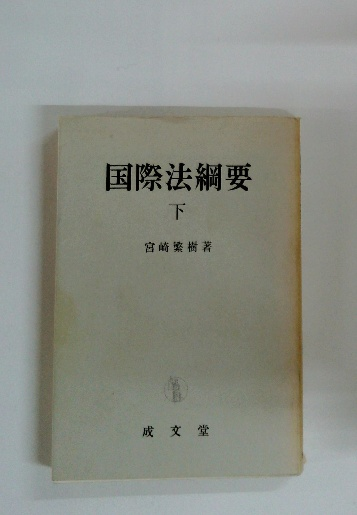 国際法綱要
下
宮崎繁樹著
成文堂